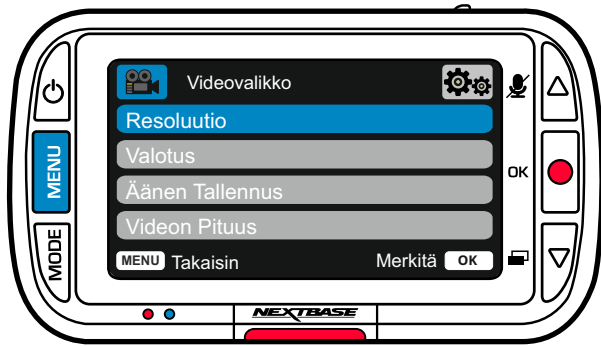 Videovalikko
Resoluutio
MENU
Valotus
OK
Äänen Tallennus
MODE
Videon Pituus
MENU Takaisin Merkitä OK
NEXTBASE